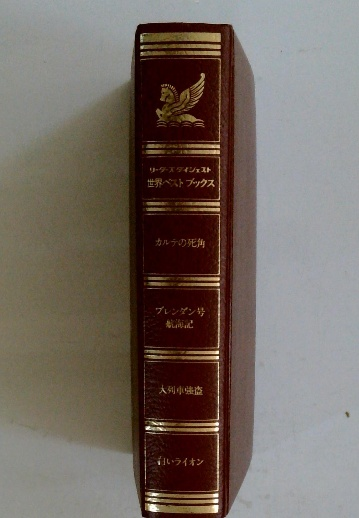 リーダーズダイジェスト
世界ベストブックス
カルテの死角
ブレンダン号
航海記
大列車強盗
白いライオン